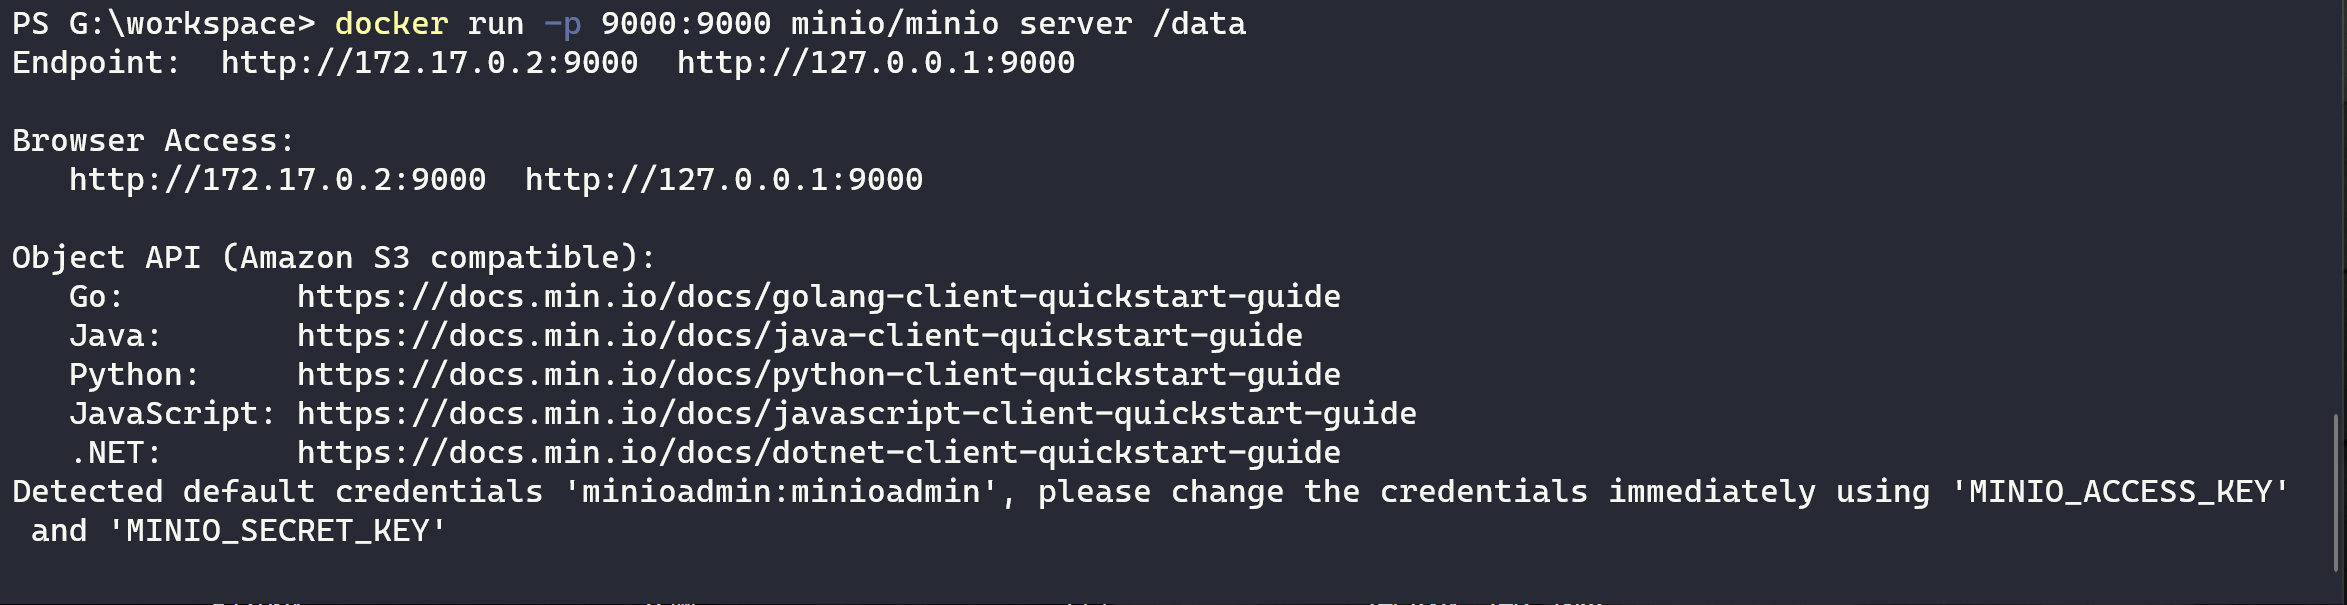 PS G:\workspace> docker run -p 9000:9000 minio/minio server /data
Endpoint:  http://172.17.0.2:9000  http://127.0.0.1:9000
Browser Access:
   http://172.17.0.2:9000  http://127.0.0.1:9000
Object API (Amazon S3 compatible):
   Go:         https://docs.min.io/docs/golang-client-quickstart-guide
   Java:       https://docs.min.io/docs/java-client-quickstart-guide
   Python:     https://docs.min.io/docs/python-client-quickstart-guide
   JavaScript: https://docs.min.io/docs/javascript-client-quickstart-guide
   .NET:       https://docs.min.io/docs/dotnet-client-quickstart-guide
Detected default credentials 'minioadmin:minioadmin', please change the credentials immediately using 'MINIO_ACCESS_KEY'
 and 'MINIO_SECRET_KEY'